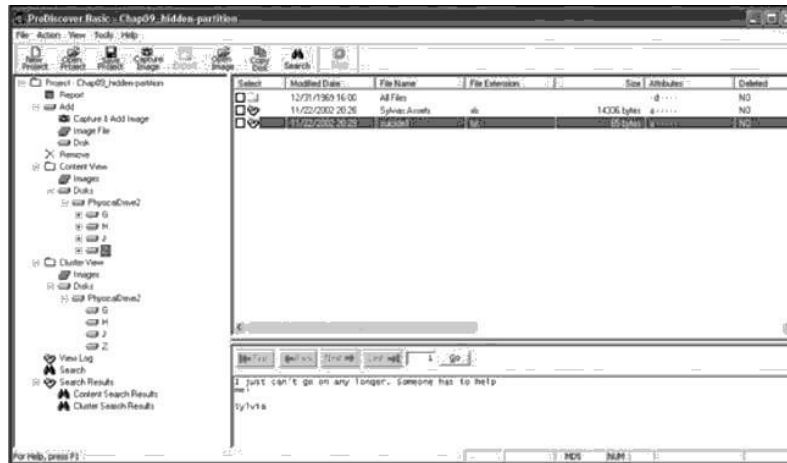 ProDiscover Basic - Chap09_hidden-partition
File Action View Tools Help
New Project Open Project Save Project Capture Image Export Open Image Copy Disk Search Stop
Project - Chap09_hidden-partition
Report
Add
Capture & Add Image
Image File
Disk
Remove
Content View
Images
Disks
PhysicalDrive2
G
H
J
Cluster View
Images
Disks
PhysicalDrive2
G
H
J
Z
View Log
Search
Search Results
Content Search Results
Cluster Search Results
Select Modified Date File Name File Extension Size Attributes Deleted
12/31/1969 16:00 All Files -d----- NO
11/22/2002 20:26 Sylvias Assets xls 14336 bytes a----- NO
11/22/2002 20:23 suicide1 txt 65 bytes a----- NO
1 Go
I just can't go on any longer. Someone has to help
me!
Sylvia
For Help, press F1
MD5 NUM